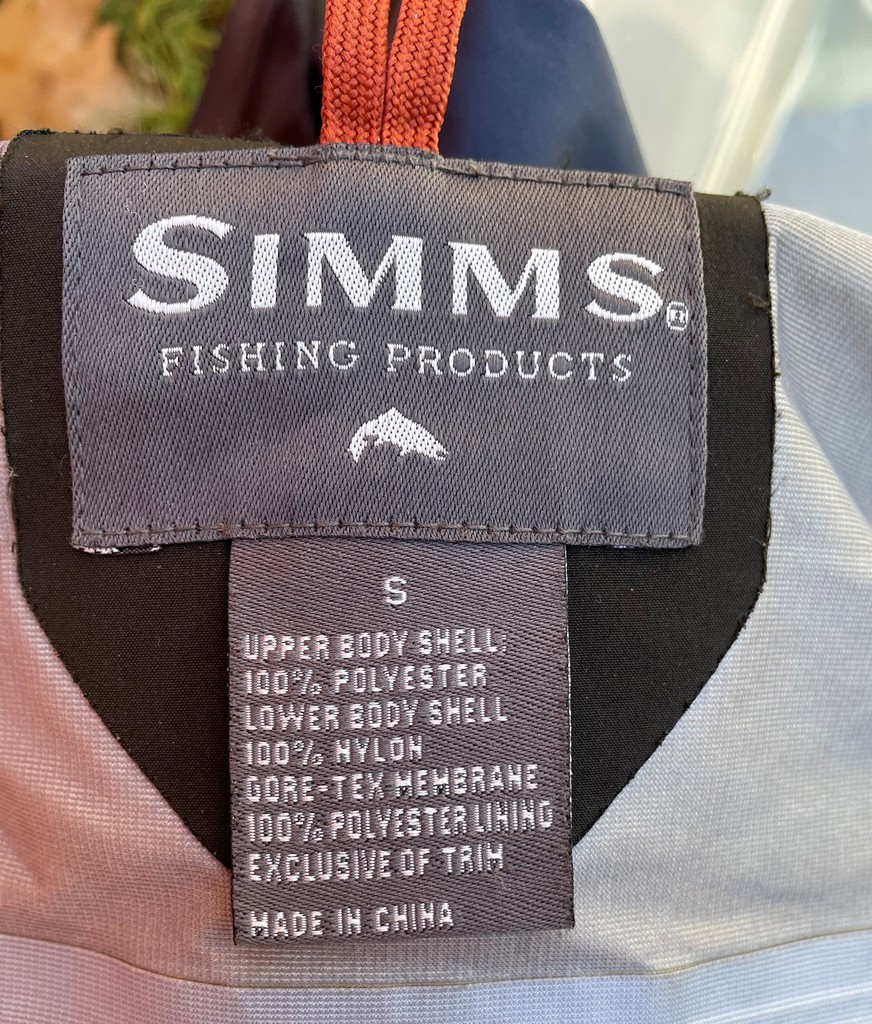 SIMMS®
FISHING PRODUCTS
S
UPPER BODY SHELL:
100% POLYESTER
LOWER BODY SHELL
100% NYLON
GORE-TEX MEMBRANE
100% POLYESTER LINING
EXCLUSIVE OF TRIM
MADE IN CHINA